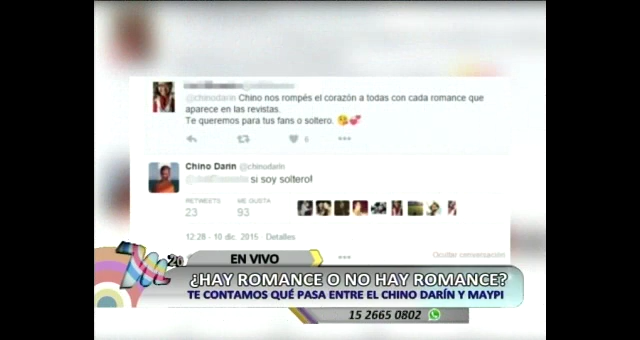 @chinodarin Chino nos rompés el corazón a todas con cada romance que
aparece en las revistas.
Te queremos para tus fans o soltero.
6
Chino Darin @chinodarin
si soy soltero!
RETWEETS
ME GUSTA
23
93
12:28 - 10 dic. 2015 · Detalles
Ocultar conversación
EN VIVO
¿HAY ROMANCE O NO HAY ROMANCE?
TE CONTAMOS QUÉ PASA ENTRE EL CHINO DARÍN Y MAYPI
15 2665 0802